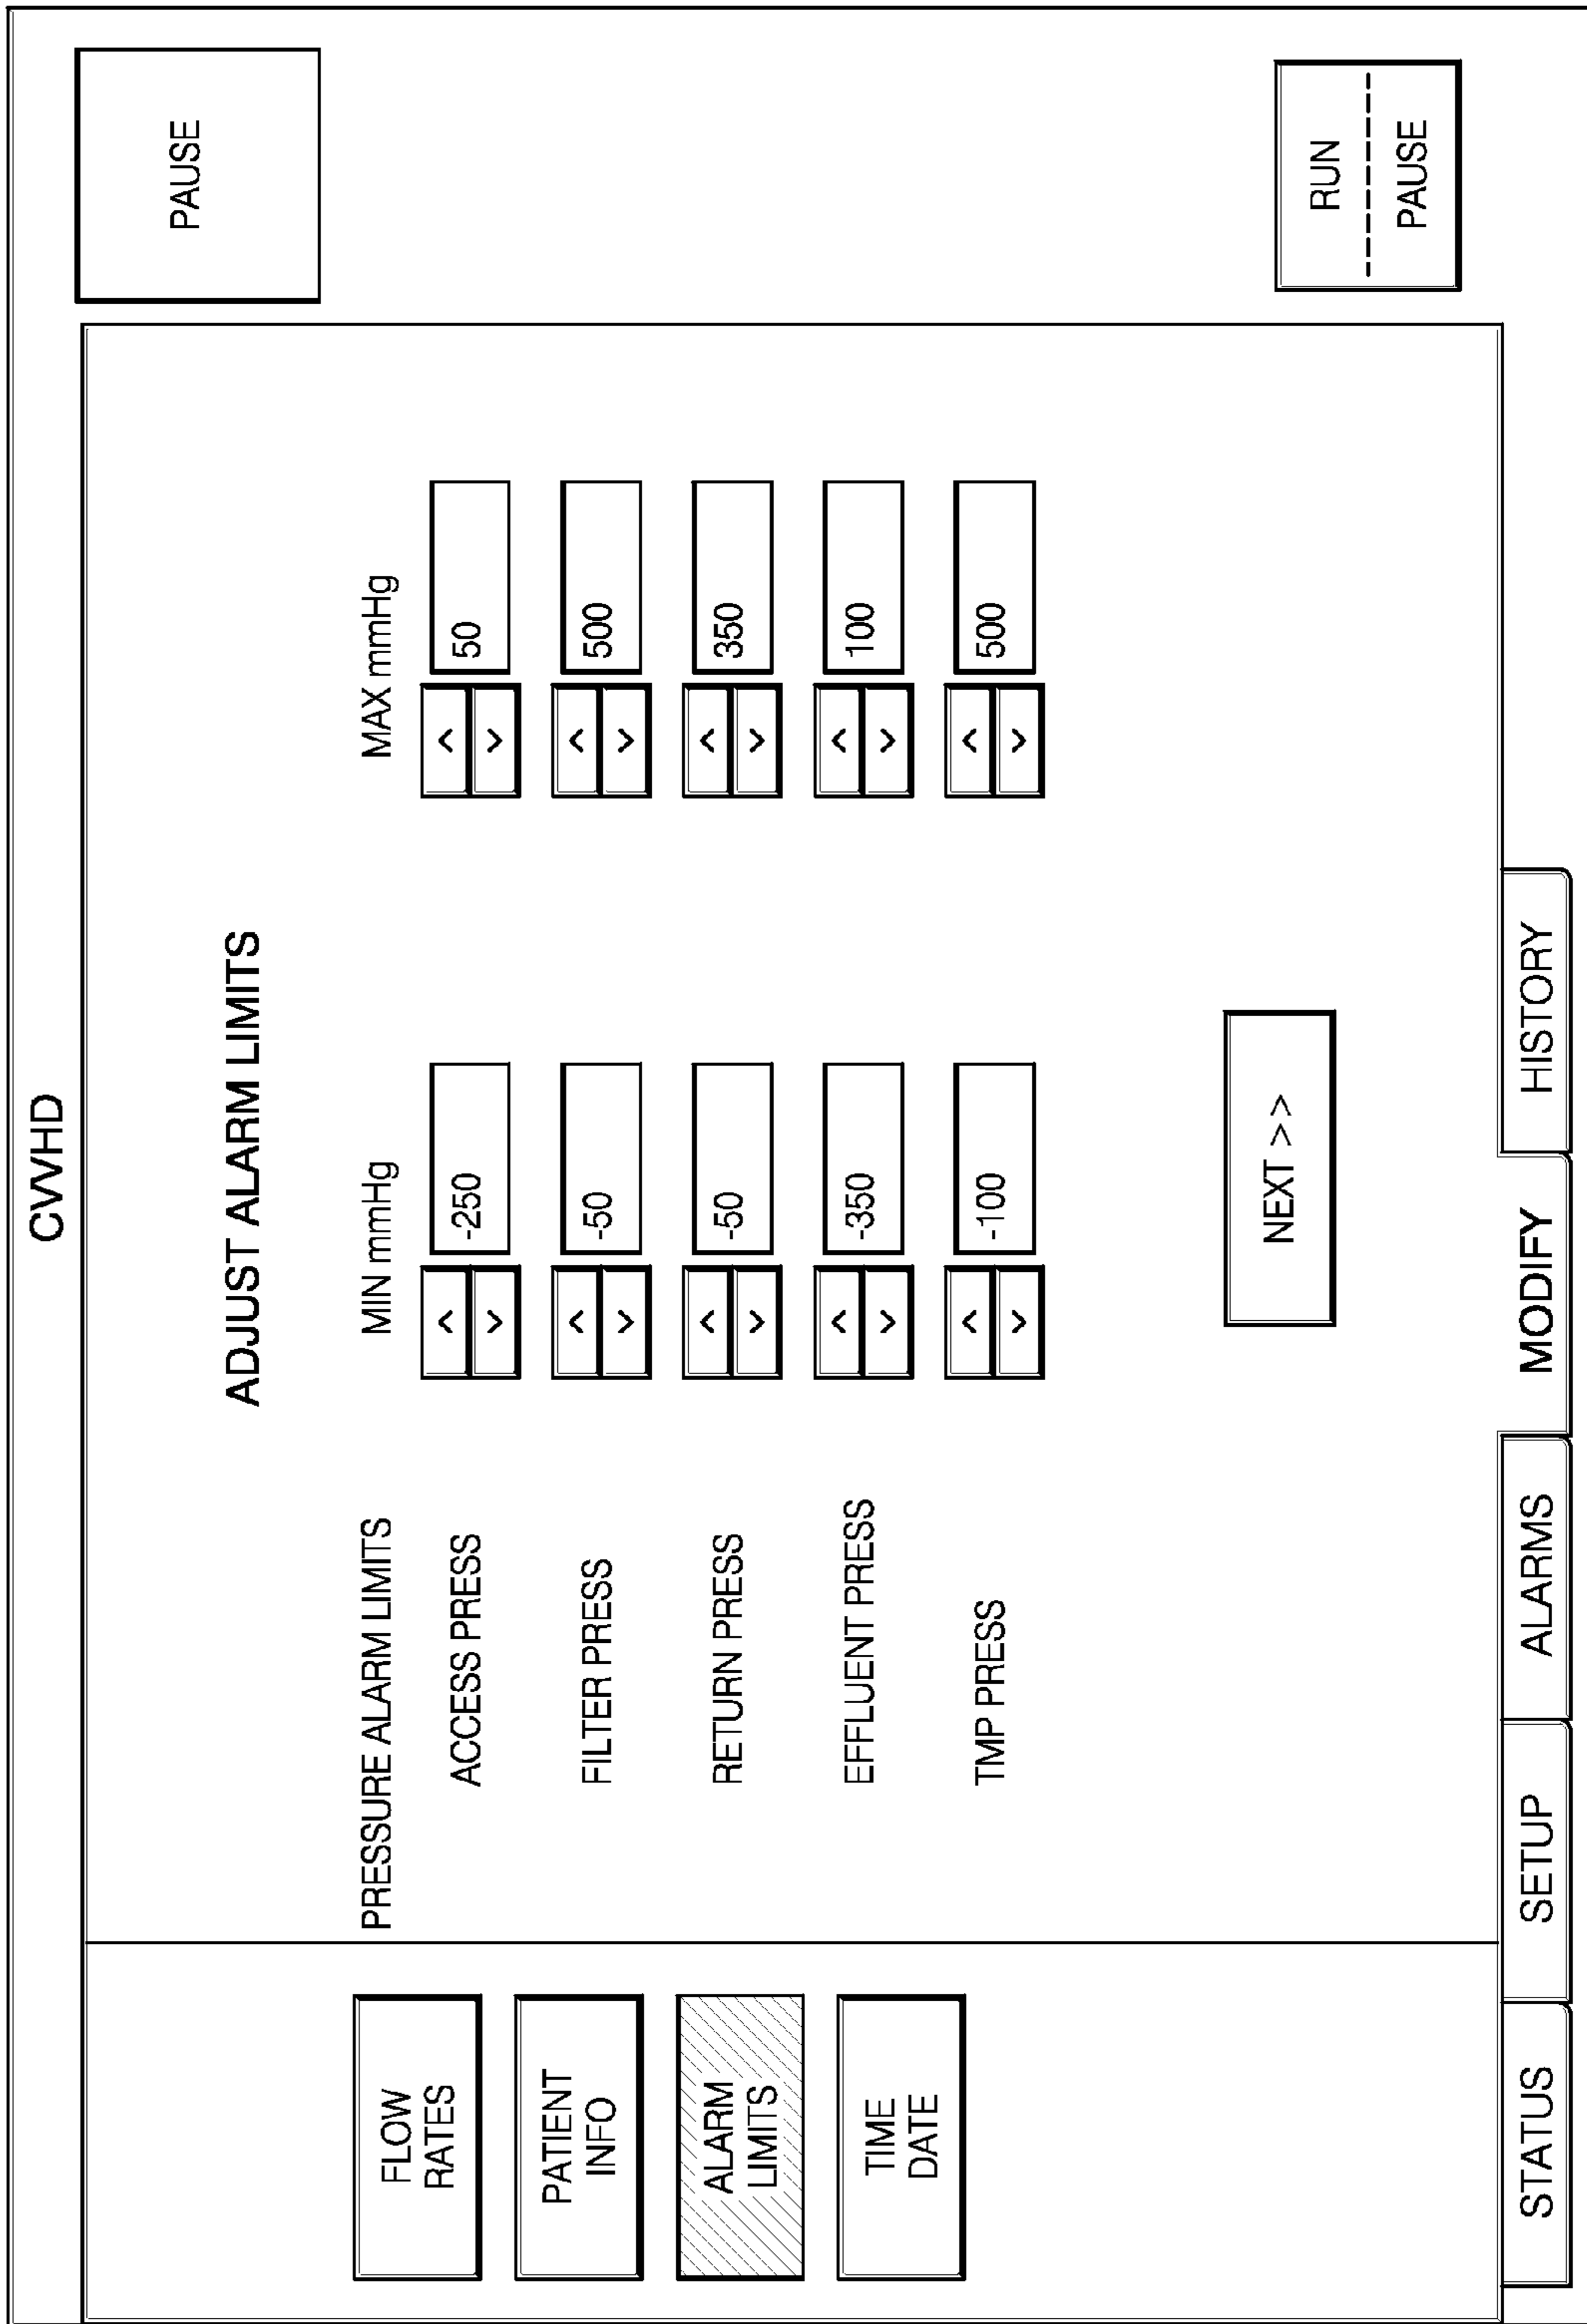 CVVHD
PAUSE
ADJUST ALARM LIMITS
FLOW
RATES
PATIENT
INFO
ALARM
LIMITS
TIME
DATE
PRESSURE ALARM LIMITS MIN mmHg MAX mmHg
ACCESS PRESS -250 50
FILTER PRESS -50 500
RETURN PRESS -50 350
EFFLUENT PRESS -350 100
TMP PRESS -100 500
NEXT >>
RUN
PAUSE
STATUS SETUP ALARMS MODIFY HISTORY